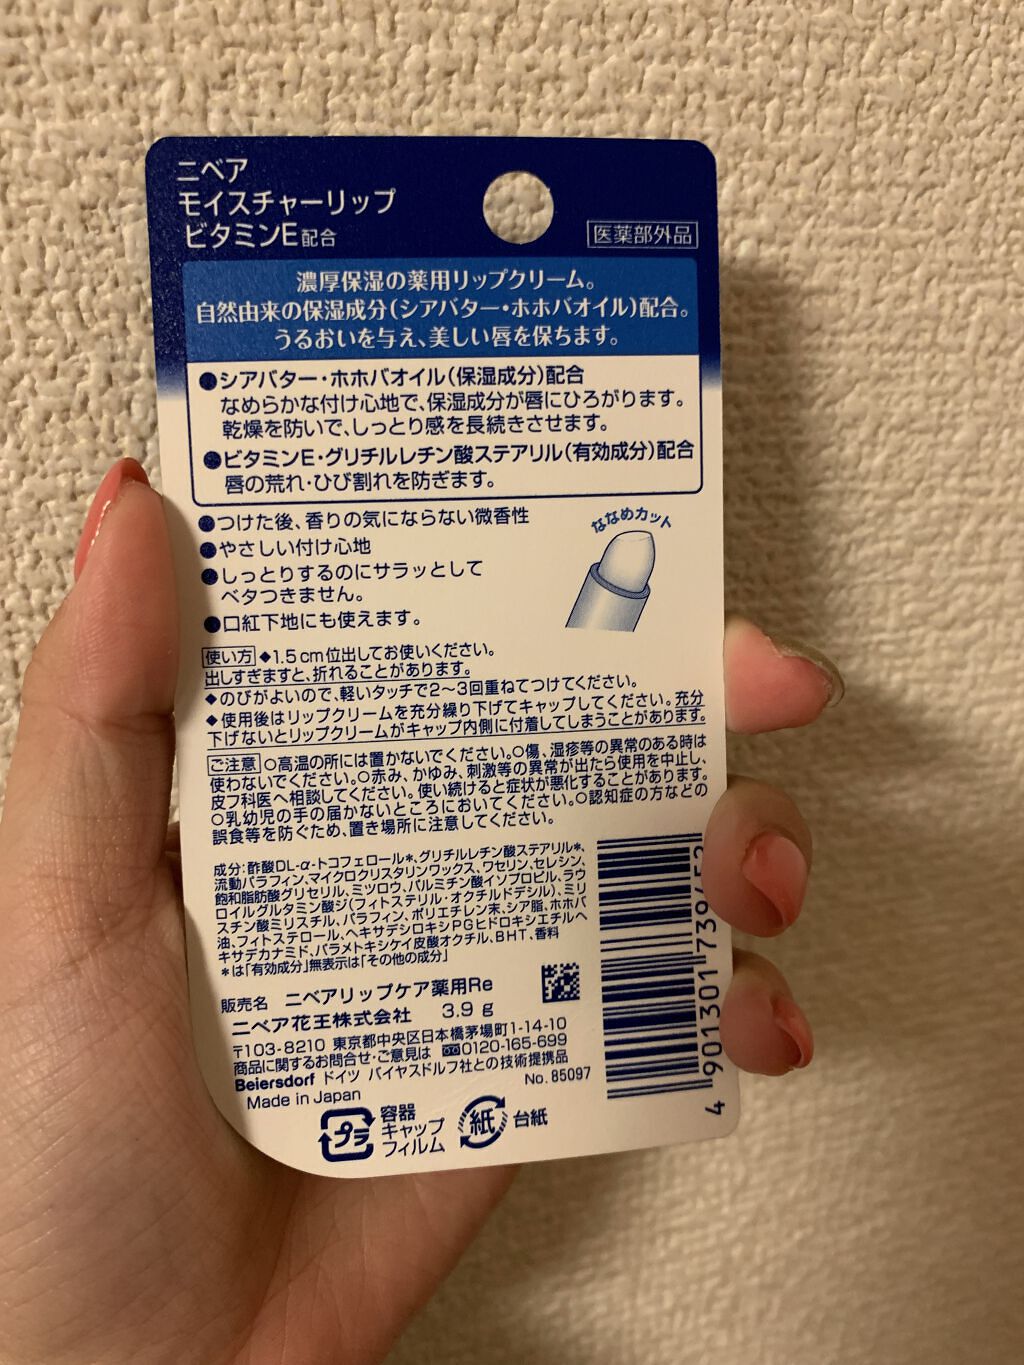 ニベア
モイスチャーリップ
ビタミンE配合
医薬部外品
濃厚保湿の薬用リップクリーム。
自然由来の保湿成分(シアバター・ホホバオイル)配合。
うるおいを与え、美しい唇を保ちます。
●シアバター・ホホバオイル(保湿成分)配合
なめらかな付け心地で、保湿成分が唇にひろがります。
乾燥を防いで、しっとり感を長続きさせます。
●ビタミンE・グリチルレチン酸ステアリル(有効成分)配合
唇の荒れ・ひび割れを防ぎます。
●つけた後、香りの気にならない微香性
●やさしい付け心地
●しっとりするのにサラッとして
ベタつきません。
●口紅下地にも使えます。
ななめカット
使い方 ◆1.5cm位出してお使いください。
出しすぎますと、折れることがあります。
◆のびがよいので、軽いタッチで2〜3回重ねてつけてください。
◆使用後はリップクリームを充分繰り下げてキャップしてください。充分
下げないとリップクリームがキャップ内側に付着してしまうことがあります。
ご注意 ○高温の所には置かないでください。○傷、湿疹等の異常のある時は
使わないでください。○赤み、かゆみ、刺激等の異常が出たら使用を中止し、
皮フ科医へ相談してください。使い続けると症状が悪化することがあります。
○乳幼児の手の届かないところにおいてください。○認知症の方などの
誤食等を防ぐため、置き場所に注意してください。
成分:酢酸DL-α-トコフェロール*、グリチルレチン酸ステアリル*、
流動パラフィン、マイクロクリスタリンワックス、ワセリン、セレシン、
飽和脂肪酸グリセリル、ミツロウ、パルミチン酸イソプロピル、ラウ
ロイルグルタミン酸ジ(フィトステリル・オクチルドデシル)、ミリ
スチン酸ミリスチル、パラフィン、ポリエチレン末、シア脂、ホホバ
油、フィトステロール、ヘキサデシロキシPGヒドロキシエチルヘ
キサデカナミド、パラメトキシケイ皮酸オクチル、BHT、香料
*は「有効成分」無表示は「その他の成分」
販売名 ニベアリップケア薬用Re
ニベア花王株式会社 3.9g
〒103-8210 東京都中央区日本橋茅場町1-14-10
商品に関するお問合せ・ご意見は 0120-165-699
Beiersdorf ドイツ バイヤスドルフ社との技術提携品
Made in Japan No.85097
プラ 容器
キャップ
フィルム
紙 台紙
4 901301 739452